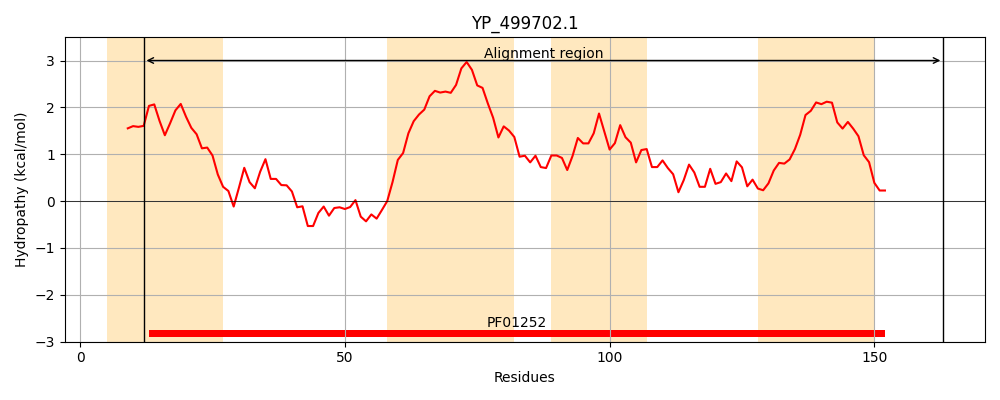 YP_499702.1
Alignment region
Hydropathy (kcal/mol)
3
2
1
0
−1
−2
−3
PF01252
0
50
100
150
Residues